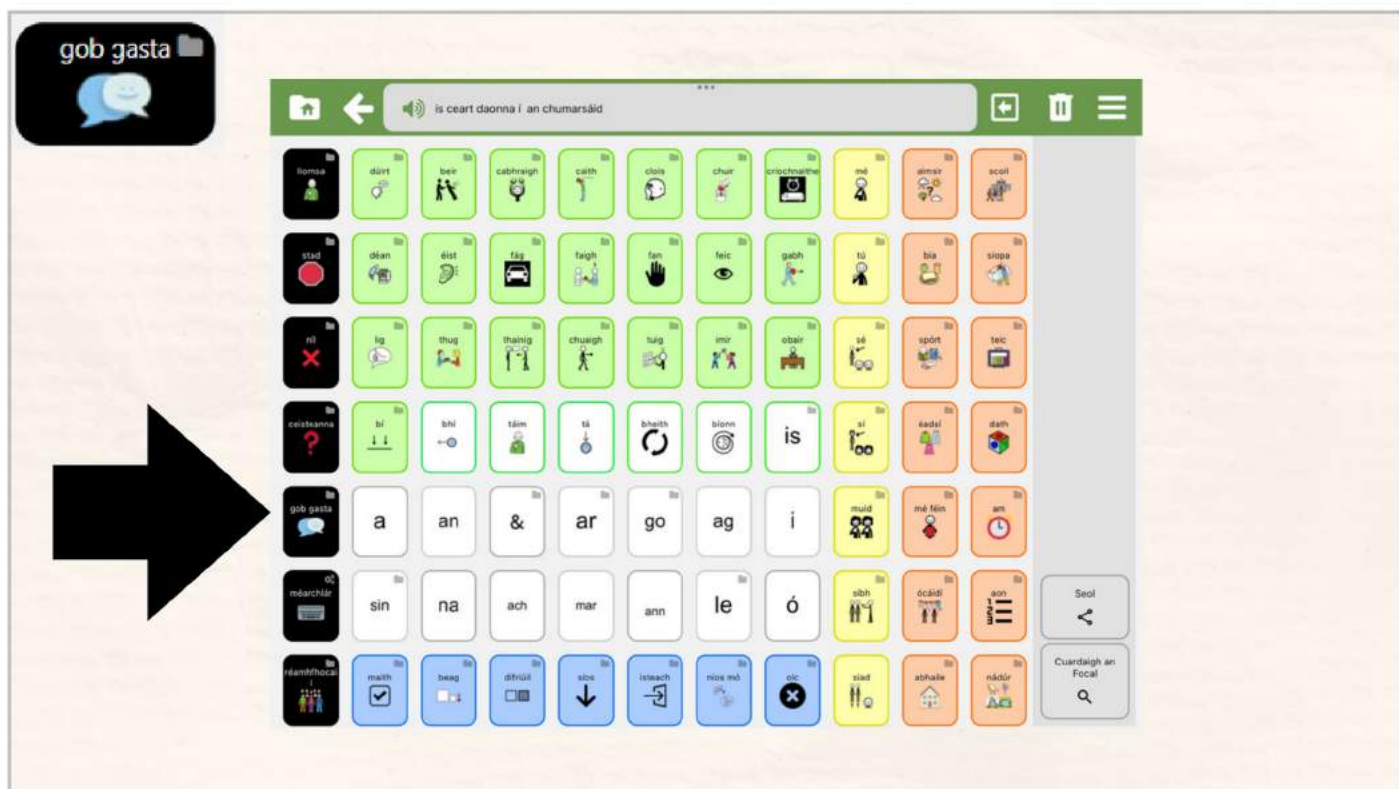 gob gasta
is ceart daonna í an chumarsáid
liomsa dúirt beir cabhraigh caith clois chuir críochnaithe mé aimsir scoil
stad déan éist fág faigh fan feic gabh tú bia siopa
níl lig thug tháinig chuaigh tuig imir obair sé spórt teic
ceisteanna bí bhí táim tá bheith bíonn is sí éadaí dath
gob gasta a an & ar go ag i muid mé féin am
méarchlár sin na ach mar ann le ó sibh ócáidí aon
Seol
réamhfhocai maith beag difriúil síos isteach níos mó olc siad abhaile nádúr
l
Cuardaigh an
Focal